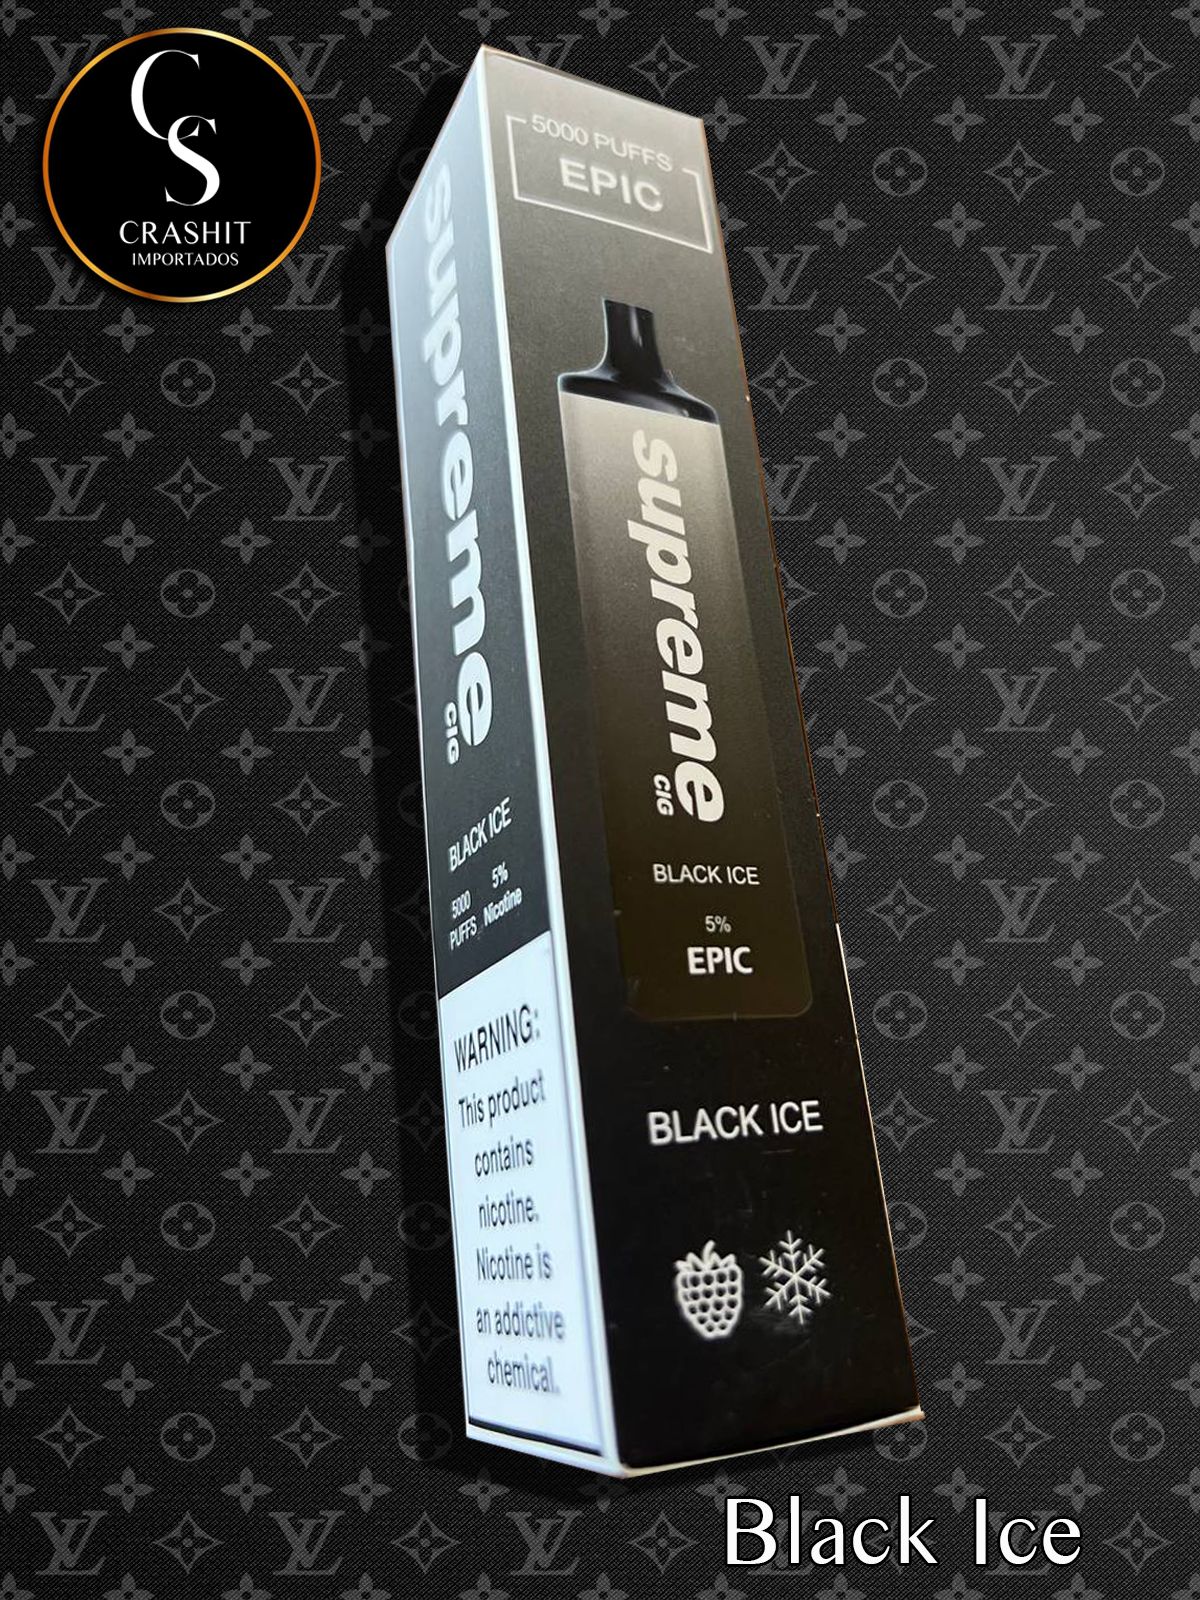 CS
CRASHIT
IMPORTADOS
5000 PUFFS
EPIC
supreme
CIG
BLACK ICE
5%
EPIC
BLACK ICE
supreme
CIG
BLACK ICE
5000
PUFFS
5%
Nicotine
WARNING:
This product
contains
nicotine.
Nicotine is
an addictive
chemical.
Black Ice